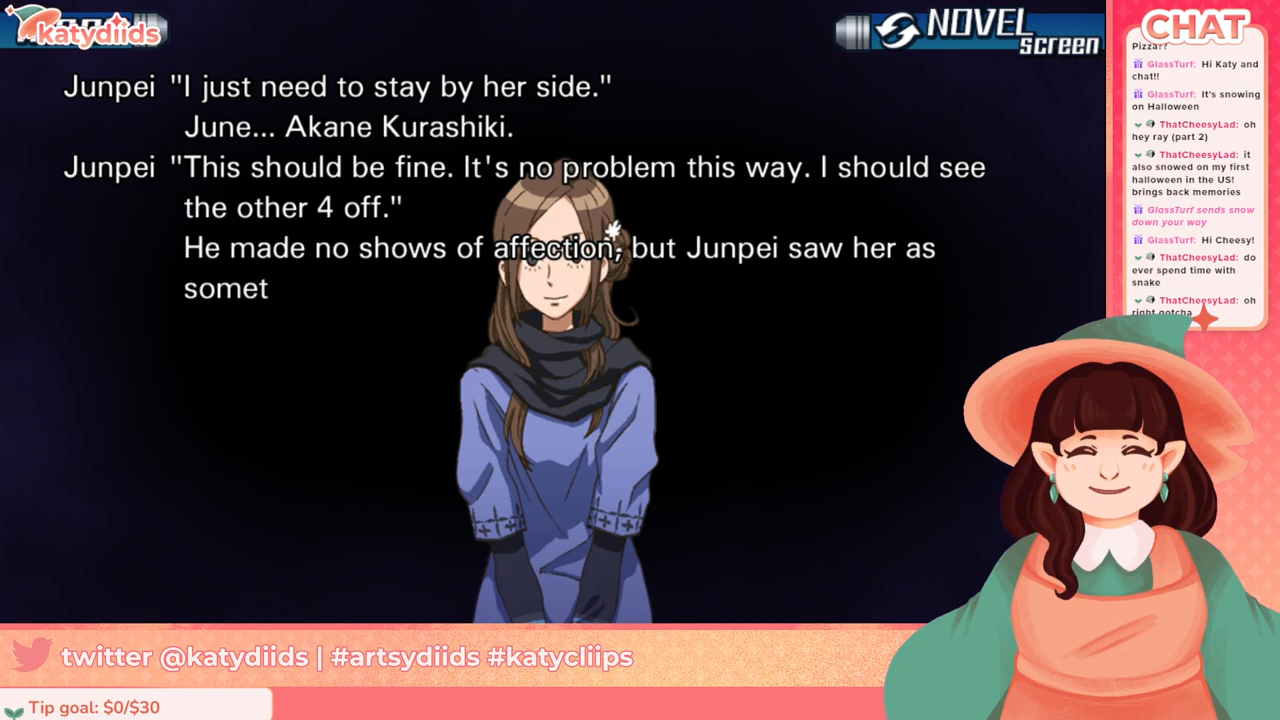 katydiids
NOVEL
Screen
Junpei "I just need to stay by her side."
June... Akane Kurashiki.
Junpei "This should be fine. It's no problem this way. I should see
the other 4 off."
He made no shows of affection, but Junpei saw her as
somet
CHAT
Pizza??
GlassTurf: Hi Katy and
chat!!
GlassTurf: It's snowing
on Halloween
ThatCheesyLad: oh
hey ray (part 2)
ThatCheesyLad: it
also snowed on my first
halloween in the US!
brings back memories
GlassTurf sends snow
down your way
GlassTurf: Hi Cheesy!
ThatCheesyLad: do
ever spend time with
snake
ThatCheesyLad: oh
right gotcha
twitter @katydiids | #artsydiids #katycliips
Tip goal: $0/$30